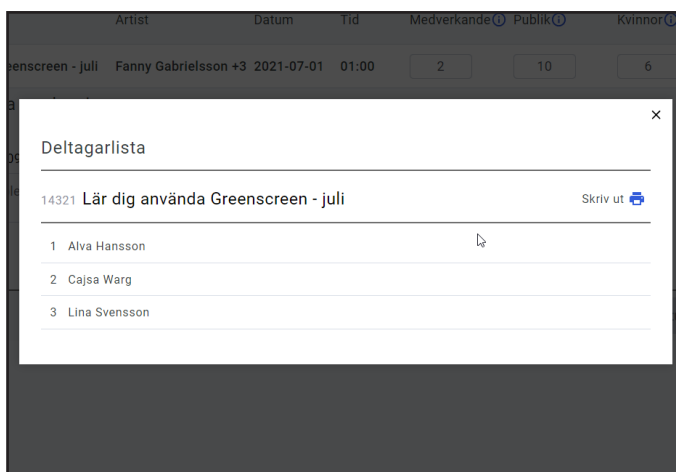 Artist Datum Tid Medverkande Publik Kvinnor
eenscreen - juli Fanny Gabrielsson +3 2021-07-01 01:00 2 10 6
Deltagarlista
14321 Lär dig använda Greenscreen - juli Skriv ut
1 Alva Hansson
2 Cajsa Warg
3 Lina Svensson